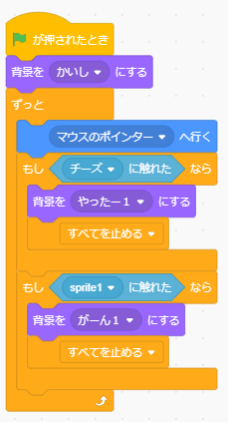 が押されたとき
背景を かいし にする
ずっと
マウスのポインター へ行く
もし チーズ に触れた なら
背景を やったー1 にする
すべてを止める
もし sprite1 に触れた なら
背景を がーん1 にする
すべてを止める